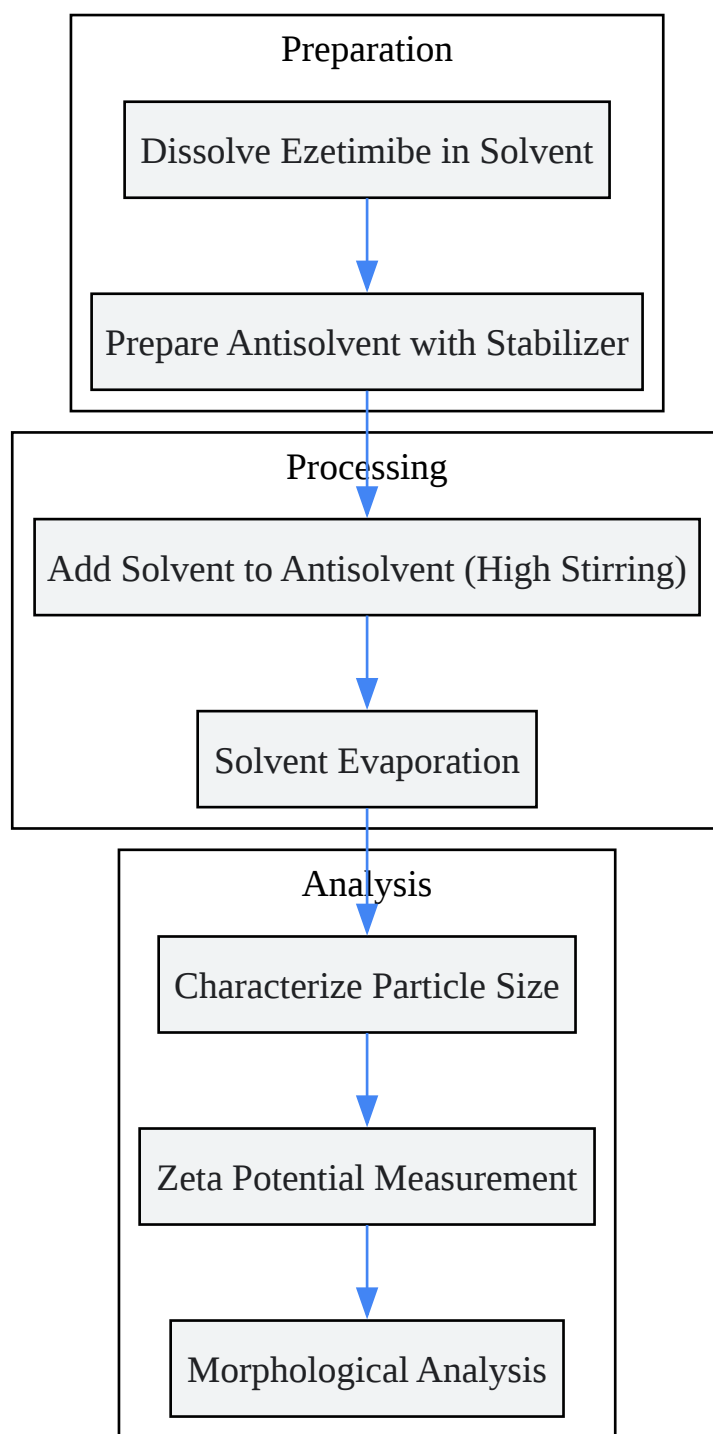 Preparation
Dissolve Ezetimibe in Solvent
Prepare Antisolvent with Stabilizer
Processing
Add Solvent to Antisolvent (High Stirring)
Solvent Evaporation
Analysis
Characterize Particle Size
Zeta Potential Measurement
Morphological Analysis